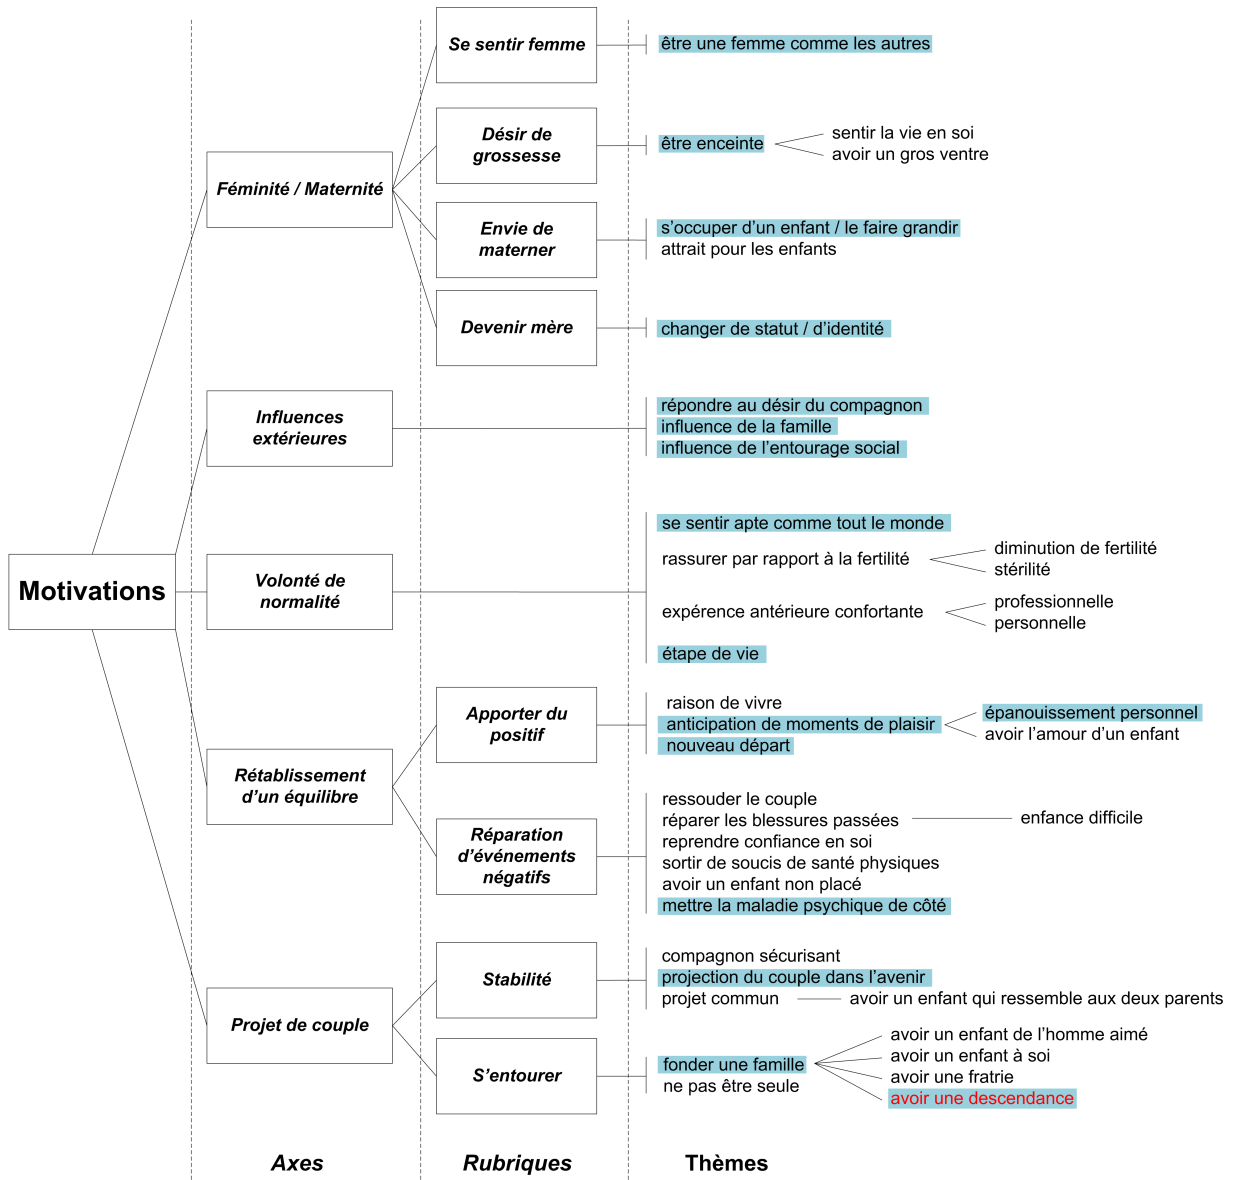 Motivations
Féminité / Maternité
Se sentir femme
être une femme comme les autres
Désir de
grossesse
être enceinte
sentir la vie en soi
avoir un gros ventre
Envie de
materner
s’occuper d’un enfant / le faire grandir
attrait pour les enfants
Devenir mère
changer de statut / d’identité
Influences
extérieures
répondre au désir du compagnon
influence de la famille
influence de l’entourage social
Volonté de
normalité
se sentir apte comme tout le monde
rassurer par rapport à la fertilité
diminution de fertilité
stérilité
expérence antérieure confortante
professionnelle
personnelle
étape de vie
Rétablissement
d’un équilibre
Apporter du
positif
raison de vivre
anticipation de moments de plaisir
épanouissement personnel
avoir l’amour d’un enfant
nouveau départ
Réparation
d’événements
négatifs
ressouder le couple
réparer les blessures passées
enfance difficile
reprendre confiance en soi
sortir de soucis de santé physiques
avoir un enfant non placé
mettre la maladie psychique de côté
Projet de couple
Stabilité
compagnon sécurisant
projection du couple dans l’avenir
projet commun
avoir un enfant qui ressemble aux deux parents
S’entourer
fonder une famille
avoir un enfant de l’homme aimé
avoir un enfant à soi
avoir une fratrie
avoir une descendance
ne pas être seule
Axes
Rubriques
Thèmes